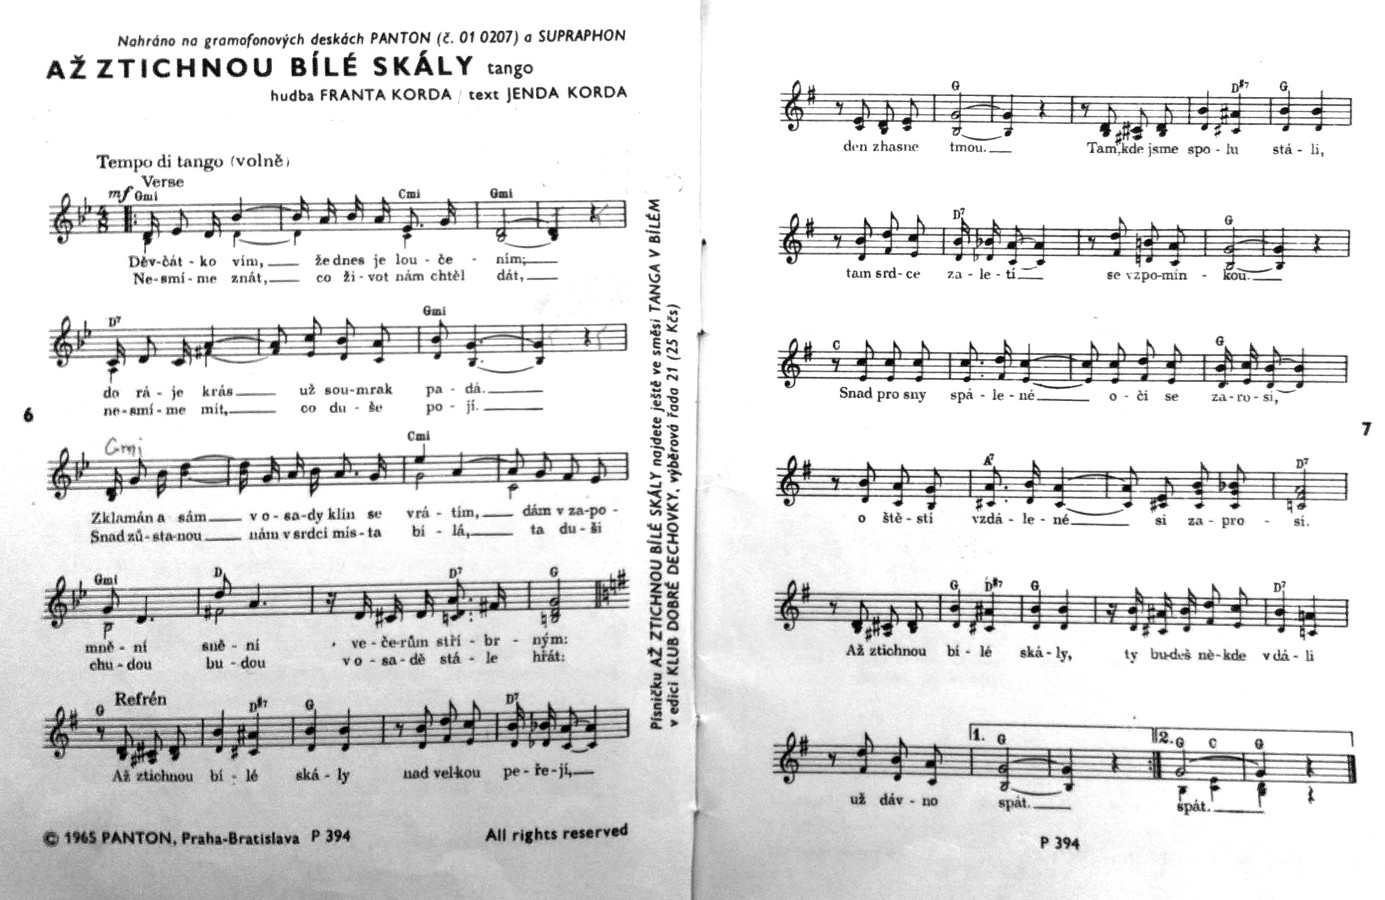 Nahráno na gramofonových deskách PANTON (č. 01 0207) a SUPRAPHON
AŽ ZTICHNOU BÍLÉ SKÁLY tango
hudba FRANTA KORDA / text JENDA KORDA
Tempo di tango (volně)
Verse
mf Gmi Cmi Gmi
Děv-čát-ko vím, že dnes je lou-če-ním;
Ne-smí-me znát, co ži-vot nám chtěl dát,
D7 Gmi
do rá-je krás už sou-mrak pa-dá.
ne-smí-me mít, co du-še po-jí.
6
Gmi Cmi
Zklamán a sám vo-sa-dy klín se vrá-tím, dám v za-po-
Snad zů-sta-nou nám v srdci mís-ta bí-lá, ta du-ši
Gmi D D7 G
mně-ní sně-ní ve-če-rům stří-br-ným:
chu-dou bu-dou vo-sa-dě stá-le hřát:
Refrén
G D#7 G D7
Až ztichnou bí-lé ská-ly nad velkou pe-ře-jí,
© 1965 PANTON, Praha-Bratislava P 394 All rights reserved
Písničku AŽ ZTICHNOU BÍLÉ SKÁLY najdete ještě ve směsi TANGA V BÍLÉM
v edici KLUB DOBRÉ DECHOVKY, výběrová řada 21 (25 Kčs)
G D#7 G
den zhasne tmou. Tam, kde jsme spo-lu stá-li,
D7 G
tam srd-ce za-le-tí se vzpo-mín-kou.
C G
Snad pro sny spá-le-né o-či se za-ro-sí,
7
A7 D7
o ště-stí vzdá-le-né si za-pro-sí.
G D#7 G D7
Až ztichnou bí-lé ská-ly, ty budeš ně-kde v dá-li
1. G 2. G C G
už dáv-no spát. spát.
P 394